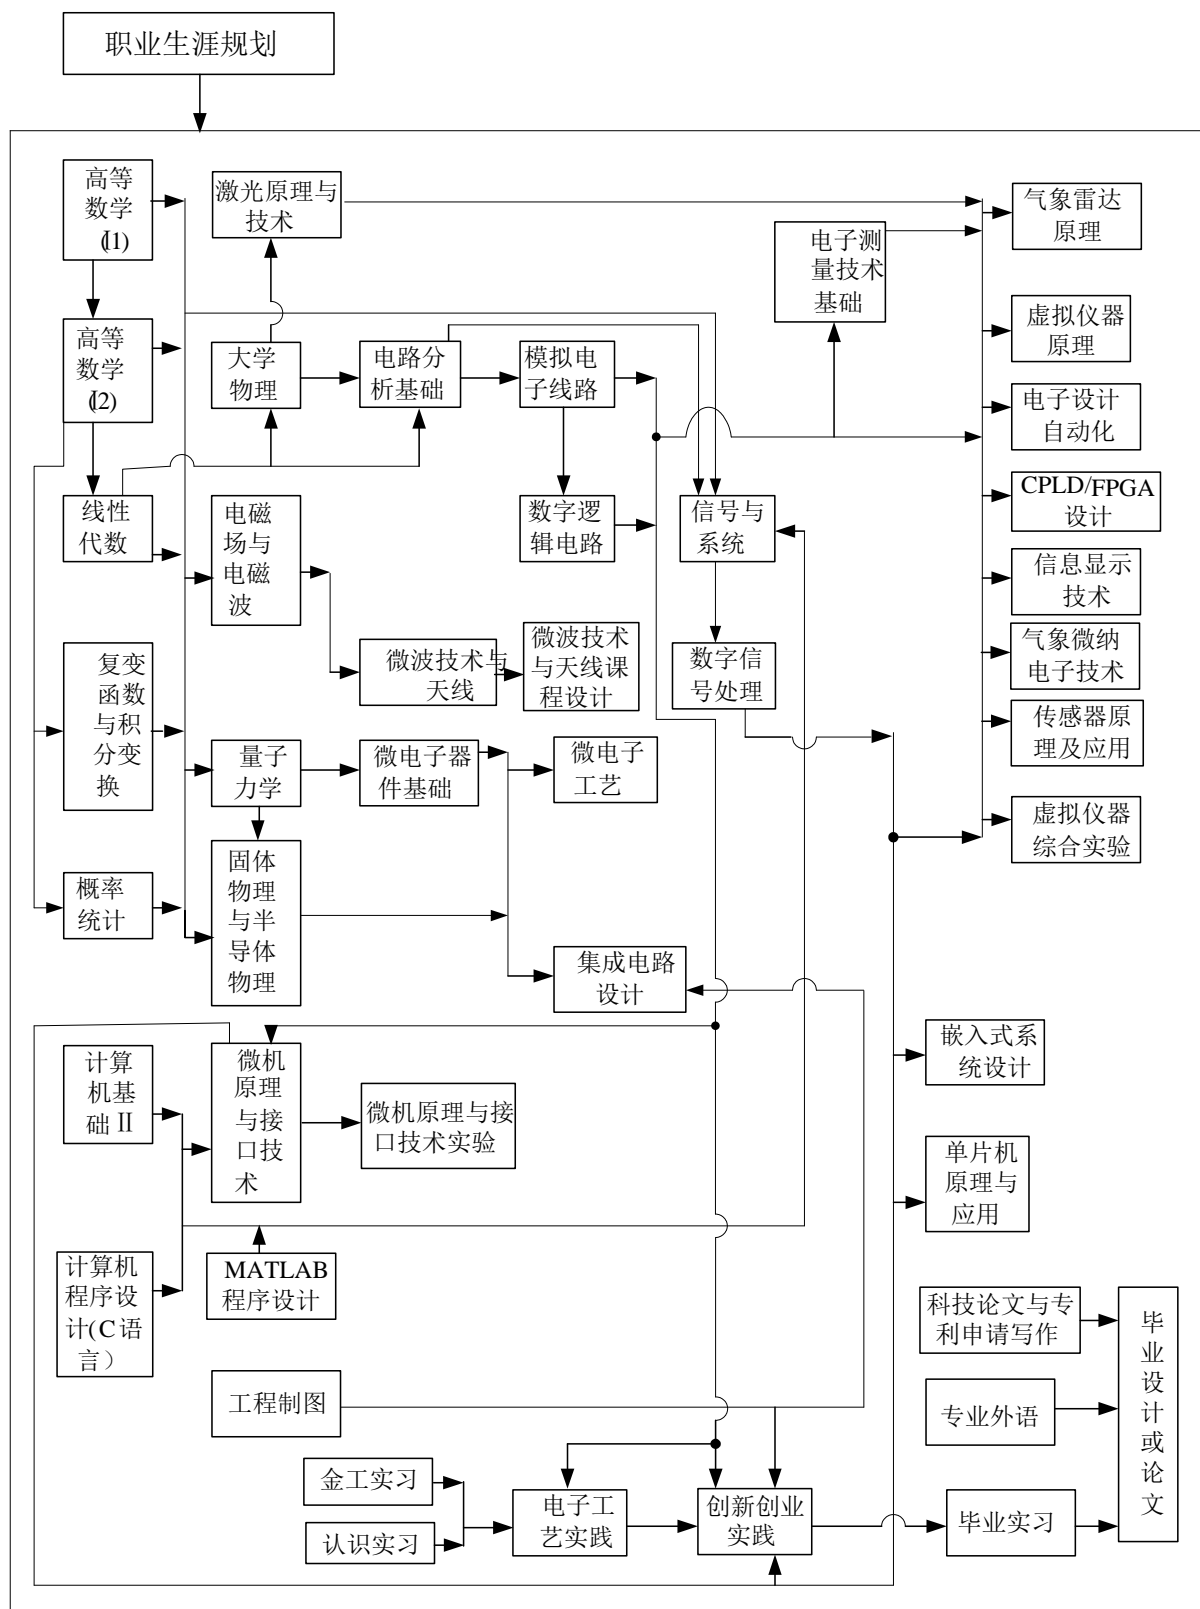 职业生涯规划
高等
数学
(I1)
激光原理与
技术
气象雷达
原理
电子测
量技术
基础
高等
数学
(I2)
大学
物理
电路分
析基础
模拟电
子线路
虚拟仪器
原理
电子设计
自动化
线性
代数
电磁
场与
电磁
波
数字逻
辑电路
信号与
系统
CPLD/FPGA
设计
信息显示
技术
复变
函数
与积
分变
换
微波技术与
天线
微波技术
与天线课
程设计
数字信
号处理
气象微纳
电子技术
传感器原
理及应用
量子
力学
微电子器
件基础
微电子
工艺
虚拟仪器
综合实验
概率
统计
固体
物理
与半
导体
物理
集成电路
设计
计算
机基
础Ⅱ
微机
原理
与接
口技
术
微机原理与接
口技术实验
嵌入式系
统设计
单片机
原理与
应用
计算机
程序设
计(C语
言）
MATLAB
程序设计
科技论文与专
利申请写作
毕
业
设
计
或
论
文
工程制图
专业外语
金工实习
认识实习
电子工
艺实践
创新创业
实践
毕业实习